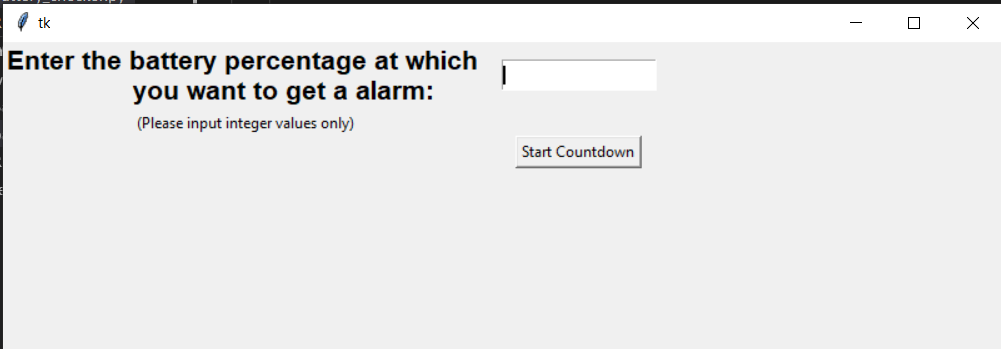 tk
Enter the battery percentage at which
you want to get a alarm:
(Please input integer values only)
Start Countdown